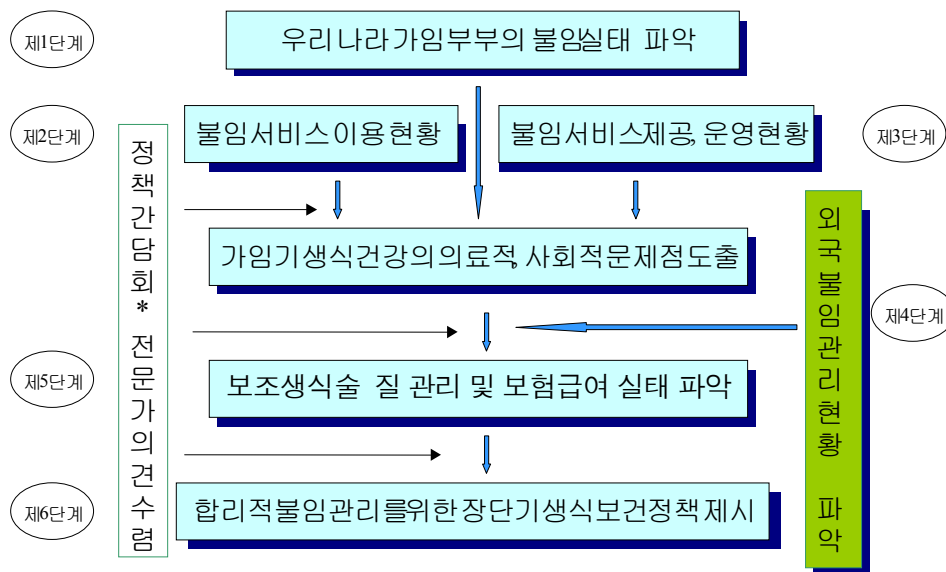 제1단계
우리나라가임부부의 불임실태 파악
제2단계
불임서비스이용현황
불임서비스제공, 운영현황
제3단계
정책간담회* 전문가의견수렴
가임기생식건강의의료적, 사회적문제점도출
외국불임관리현황 파악
제4단계
제5단계
보조생식술 질 관리 및 보험급여 실태 파악
제6단계
합리적불임관리를위한장단기생식보건정책제시